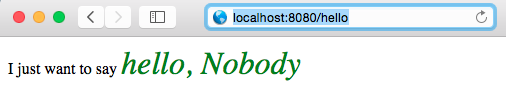 localhost:8080/hello
I just want to say hello, Nobody